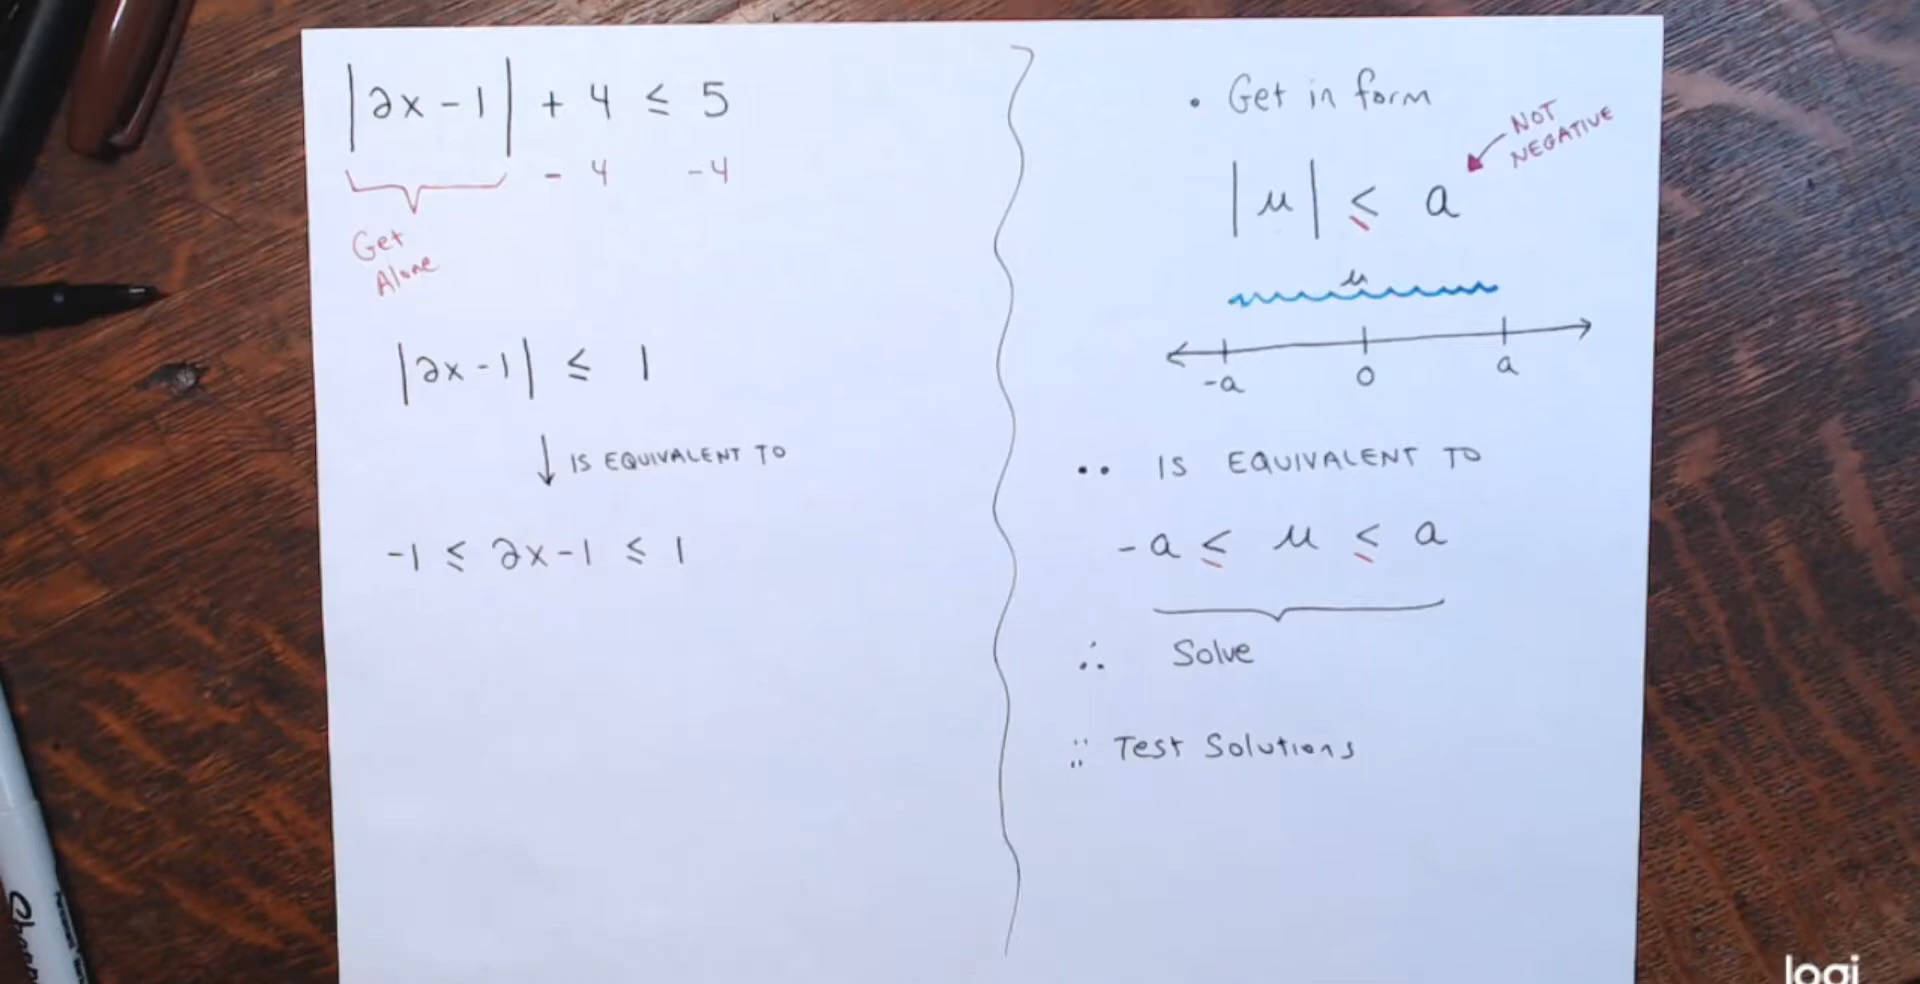 |2x - 1| + 4 ≤ 5
- 4 -4
Get
Alone
|2x - 1| ≤ 1
↓ IS EQUIVALENT TO
-1 ≤ 2x - 1 ≤ 1
• Get in form
NOT
NEGATIVE
|u| ≤ a
u
-a 0 a
•• IS EQUIVALENT TO
-a ≤ u ≤ a
∴ Solve
:: Test Solutions
logi